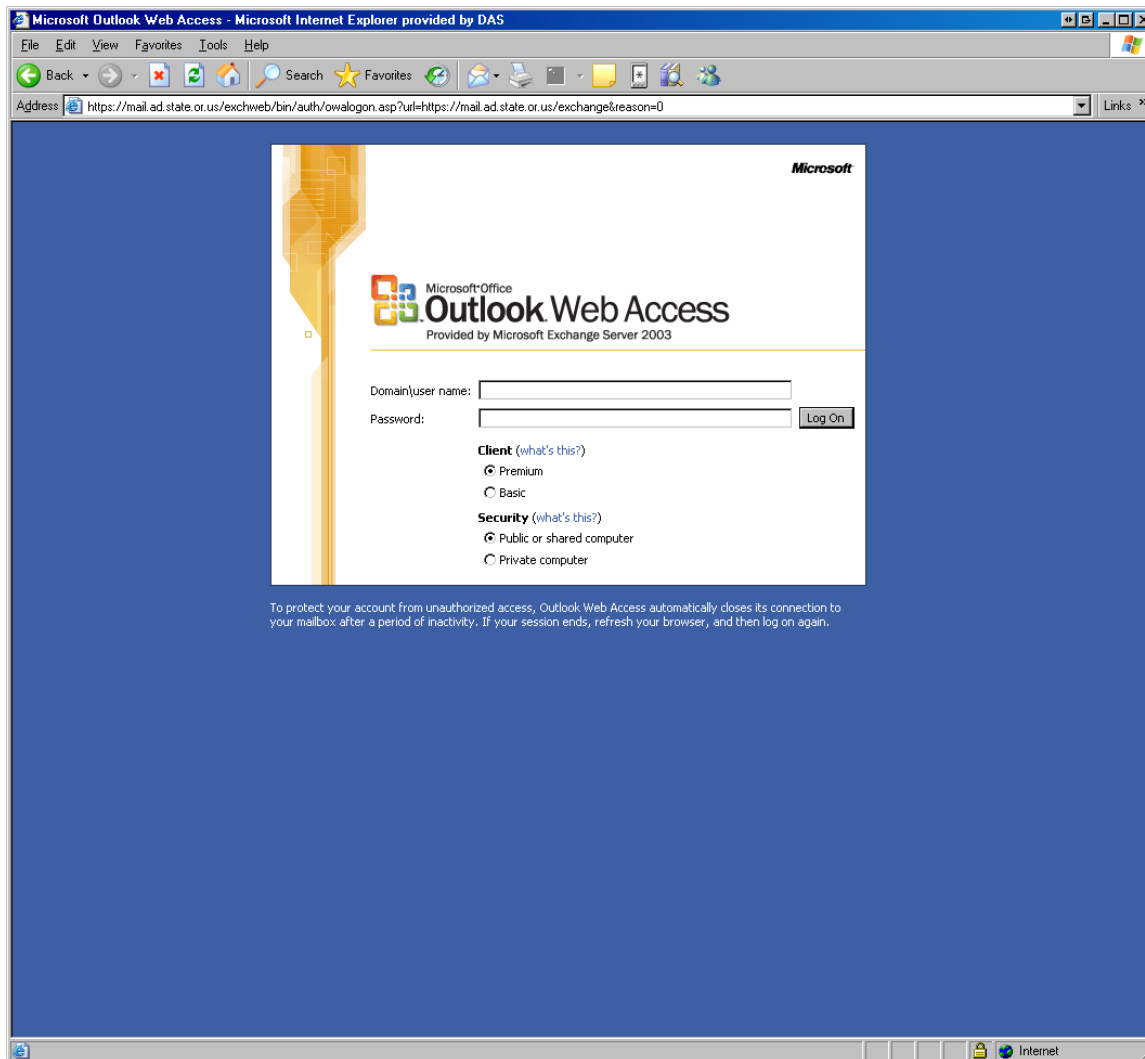 Microsoft Outlook Web Access - Microsoft Internet Explorer provided by DAS
File Edit View Favorites Tools Help
Back Search Favorites
Address https://mail.ad.state.or.us/exchweb/bin/auth/owalogon.asp?url=https://mail.ad.state.or.us/exchange&reason=0 Links »
Microsoft
Microsoft Office
Outlook Web Access
Provided by Microsoft Exchange Server 2003
Domain\user name:
Password: Log On
Client (what's this?)
Premium
Basic
Security (what's this?)
Public or shared computer
Private computer
To protect your account from unauthorized access, Outlook Web Access automatically closes its connection to
your mailbox after a period of inactivity. If your session ends, refresh your browser, and then log on again.
Internet